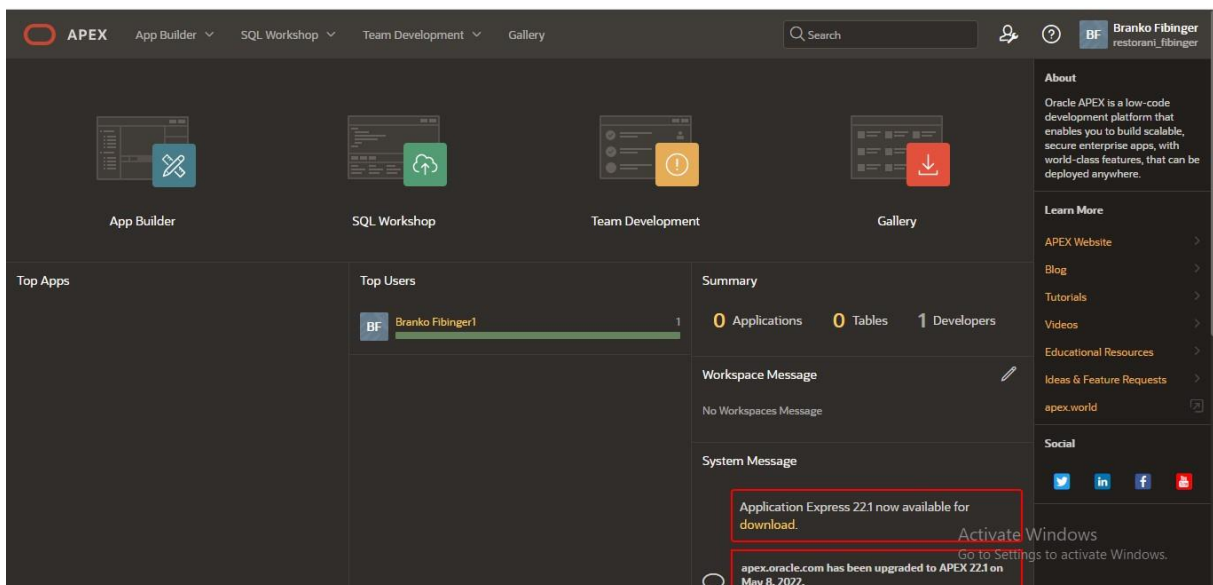 APEX
App Builder
SQL Workshop
Team Development
Gallery
Search
BF
Branko Fibinger
restorani_fibinger
App Builder
SQL Workshop
Team Development
Gallery
Top Apps
Top Users
BF
Branko Fibinger1
1
Summary
0 Applications
0 Tables
1 Developers
Workspace Message
No Workspaces Message
System Message
Application Express 22.1 now available for
download.
apex.oracle.com has been upgraded to APEX 22.1 on
May 8, 2022.
About
Oracle APEX is a low-code
development platform that
enables you to build scalable,
secure enterprise apps, with
world-class features, that can be
deployed anywhere.
Learn More
APEX Website
Blog
Tutorials
Videos
Educational Resources
Ideas & Feature Requests
apex.world
Social
Activate Windows
Go to Settings to activate Windows.